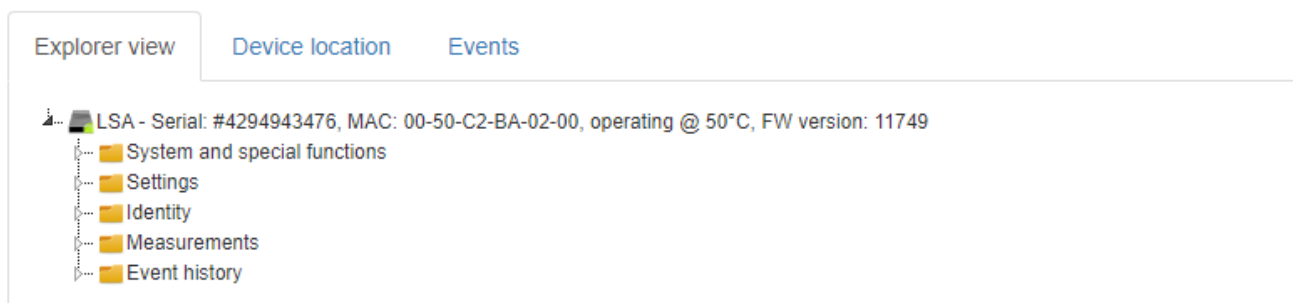 Explorer view Device location Events
LSA - Serial: #4294943476, MAC: 00-50-C2-BA-02-00, operating @ 50°C, FW version: 11749
System and special functions
Settings
Identity
Measurements
Event history